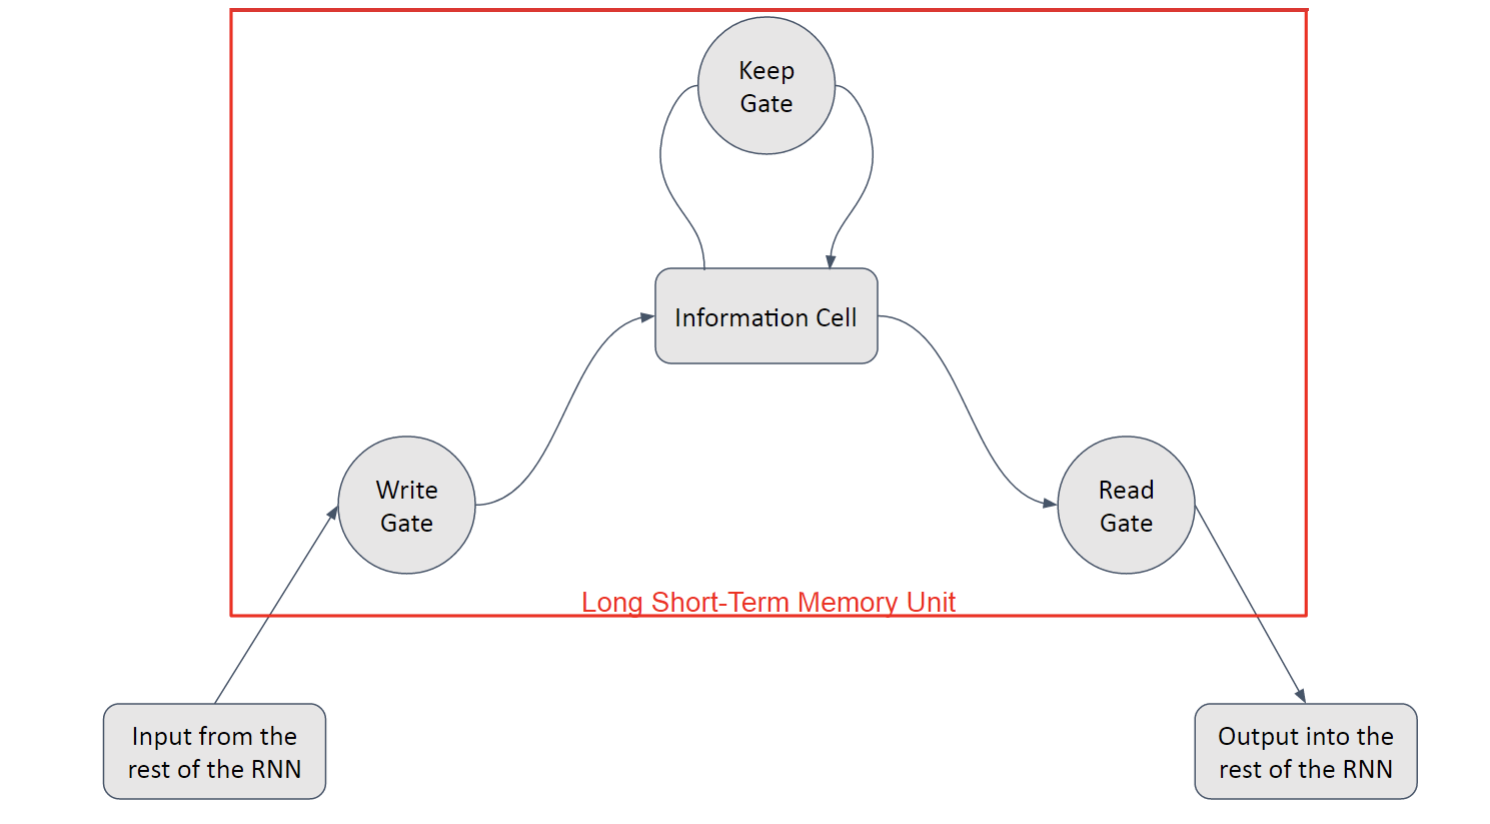 Keep
Gate
Information Cell
Write
Gate
Read
Gate
Long Short-Term Memory Unit
Input from the
rest of the RNN
Output into the
rest of the RNN